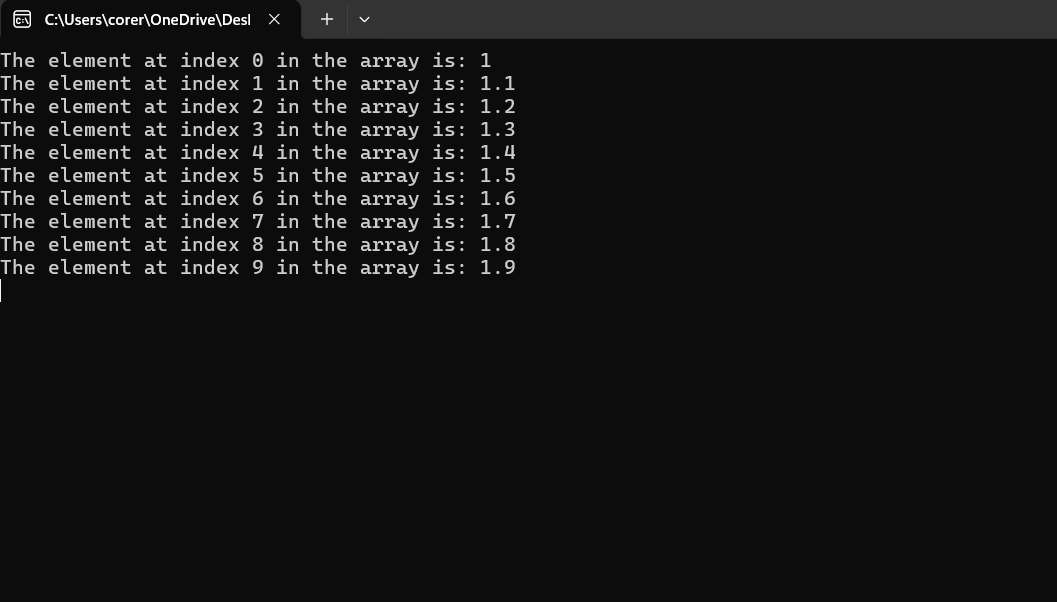 C:\Users\corer\OneDrive\Desl
The element at index 0 in the array is: 1
The element at index 1 in the array is: 1.1
The element at index 2 in the array is: 1.2
The element at index 3 in the array is: 1.3
The element at index 4 in the array is: 1.4
The element at index 5 in the array is: 1.5
The element at index 6 in the array is: 1.6
The element at index 7 in the array is: 1.7
The element at index 8 in the array is: 1.8
The element at index 9 in the array is: 1.9